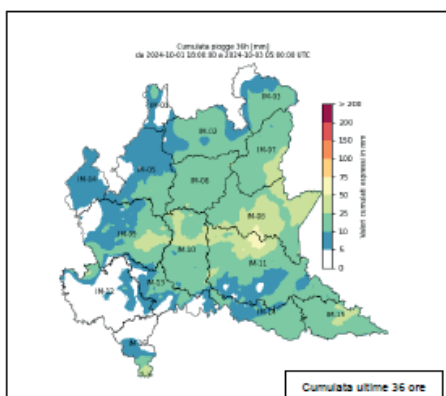 Cumulata piogge 36h [mm]
da 2024-10-01 18:00:00 a 2024-10-03 05:00:00 UTC
IM-03
IM-02
IM-07
IM-05
IM-06
IM-04
IM-08
IM-09
IM-10
IM-11
IM-13
IM-12
IM-14
IM-15
> 200
200
150
100
75
50
25
10
5
0
Valori cumulati espressi in mm
Cumulata ultime 36 ore